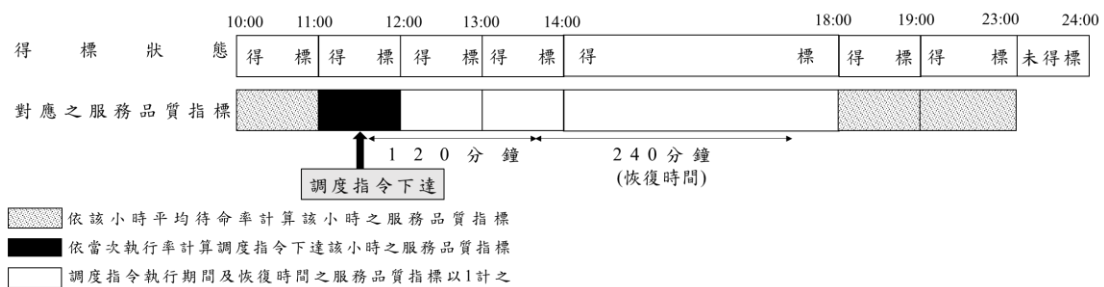 10:00 11:00 12:00 13:00 14:00 18:00 19:00 23:00 24:00
得標狀態 得標 得標 得標 得標 得標 得標 得標 未得標
對應之服務品質指標
120分鐘 240分鐘
(恢復時間)
調度指令下達
依該小時平均待命率計算該小時之服務品質指標
依當次執行率計算調度指令下達該小時之服務品質指標
調度指令執行期間及恢復時間之服務品質指標以1計之